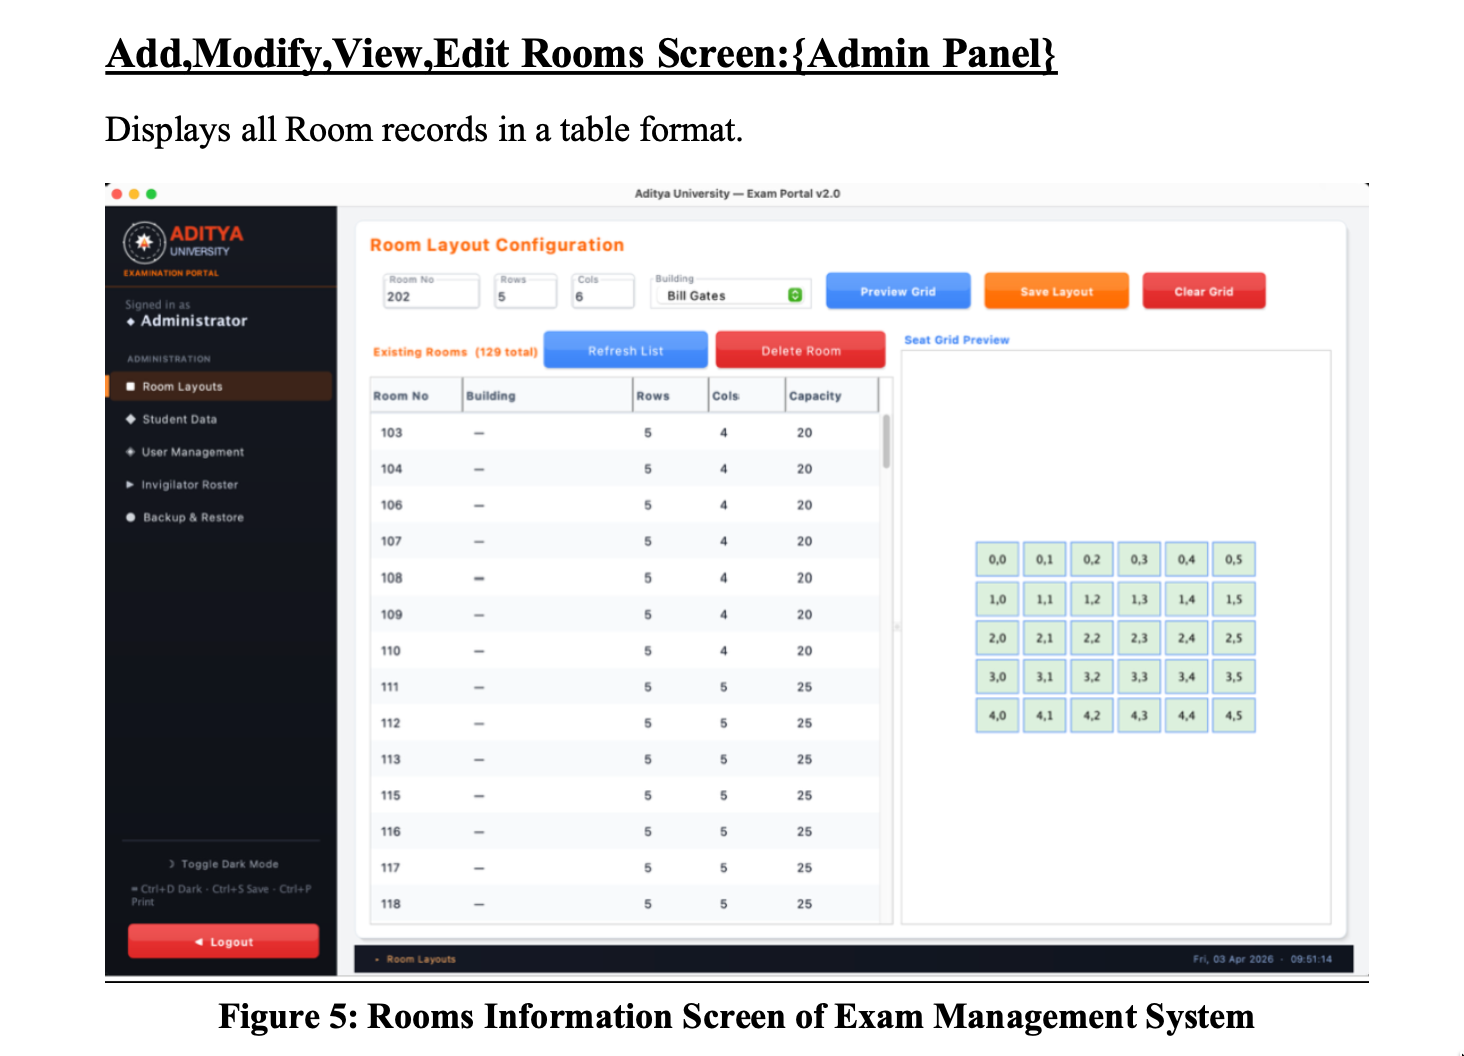 Add,Modify,View,Edit Rooms Screen:{Admin Panel}
Displays all Room records in a table format.
Aditya University — Exam Portal v2.0
ADITYA
UNIVERSITY
EXAMINATION PORTAL
Signed in as
Administrator
ADMINISTRATION
Room Layouts
Student Data
User Management
Invigilator Roster
Backup & Restore
Toggle Dark Mode
Ctrl+D Dark · Ctrl+S Save · Ctrl+P
Print
Logout
Room Layout Configuration
Room No Rows Cols Building
202 5 6 Bill Gates Preview Grid Save Layout Clear Grid
Existing Rooms (129 total) Refresh List Delete Room
Room No Building Rows Cols Capacity
103 — 5 4 20
104 — 5 4 20
106 — 5 4 20
107 — 5 4 20
108 — 5 4 20
109 — 5 4 20
110 — 5 4 20
111 — 5 5 25
112 — 5 5 25
113 — 5 5 25
115 — 5 5 25
116 — 5 5 25
117 — 5 5 25
118 — 5 5 25
Seat Grid Preview
0,0 0,1 0,2 0,3 0,4 0,5
1,0 1,1 1,2 1,3 1,4 1,5
2,0 2,1 2,2 2,3 2,4 2,5
3,0 3,1 3,2 3,3 3,4 3,5
4,0 4,1 4,2 4,3 4,4 4,5
Room Layouts Fri, 03 Apr 2026 · 09:51:14
Figure 5: Rooms Information Screen of Exam Management System